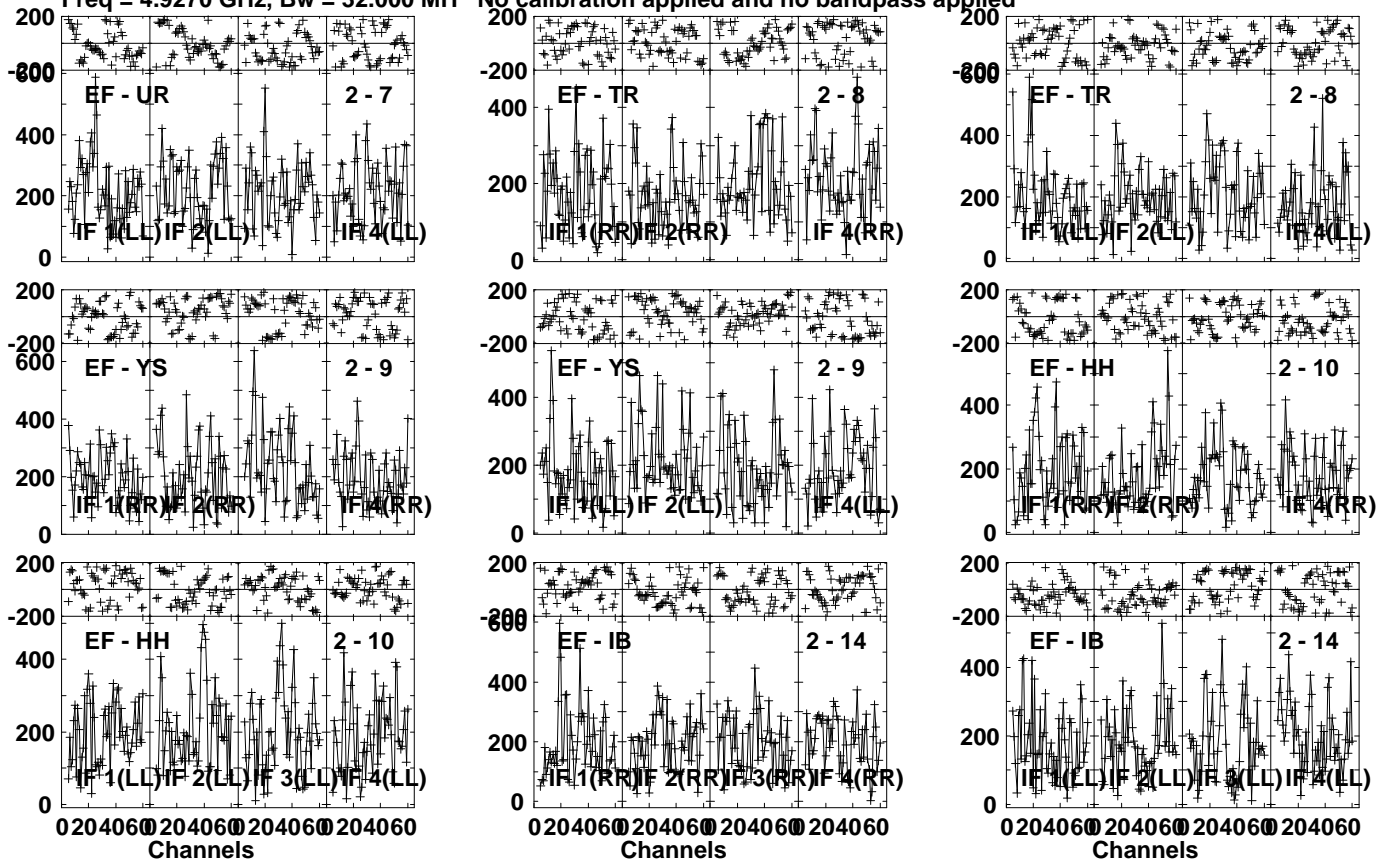 Freq = 4.9270 GHz, Bw = 32.000 MH No calibration applied and no bandpass applied
200
-200
600
400
200
0
EF - UR 2 - 7
IF 1(LL) IF 2(LL) IF 4(LL)
200
-200
400
200
0
EF - TR 2 - 8
IF 1(RR) IF 2(RR) IF 4(RR)
200
-200
600
400
200
0
EF - TR 2 - 8
IF 1(LL) IF 2(LL) IF 4(LL)
200
-200
600
400
200
0
EF - YS 2 - 9
IF 1(RR) IF 2(RR) IF 4(RR)
200
-200
400
200
0
EF - YS 2 - 9
IF 1(LL) IF 2(LL) IF 4(LL)
200
-200
400
200
0
EF - HH 2 - 10
IF 1(RR) IF 2(RR) IF 4(RR)
200
-200
400
200
0
EF - HH 2 - 10
IF 1(LL) IF 2(LL) IF 3(LL) IF 4(LL)
0 20 40 60 0 20 40 60 0 20 40 60 0 20 40 60
Channels
200
-200
600
400
200
0
EF - IB 2 - 14
IF 1(RR) IF 2(RR) IF 3(RR) IF 4(RR)
0 20 40 60 0 20 40 60 0 20 40 60 0 20 40 60
Channels
200
-200
400
200
0
EF - IB 2 - 14
IF 1(LL) IF 2(LL) IF 3(LL) IF 4(LL)
0 20 40 60 0 20 40 60 0 20 40 60 0 20 40 60
Channels